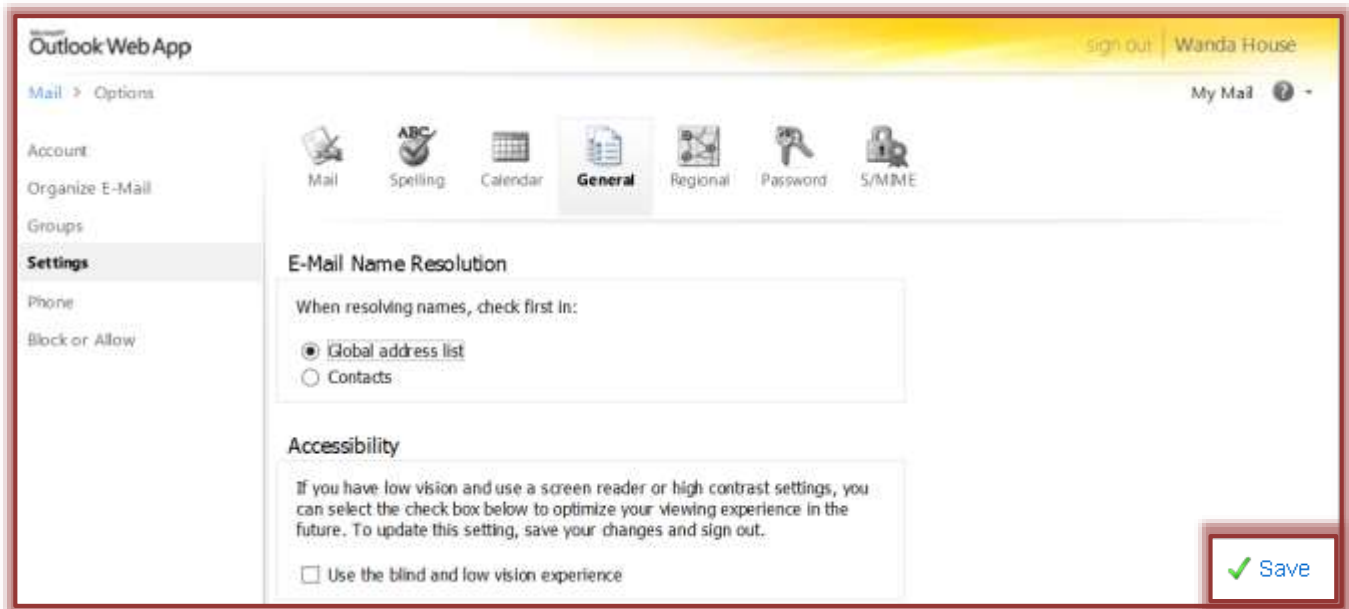 Microsoft
Outlook Web App
sign out | Wanda House
Mail > Options
My Mail
Account
Organize E-Mail
Groups
Settings
Phone
Block or Allow
ABC
Mail
Spelling
Calendar
General
Regional
Password
S/MIME
E-Mail Name Resolution
When resolving names, check first in:
Global address list
Contacts
Accessibility
If you have low vision and use a screen reader or high contrast settings, you
can select the check box below to optimize your viewing experience in the
future. To update this setting, save your changes and sign out.
Use the blind and low vision experience
Save